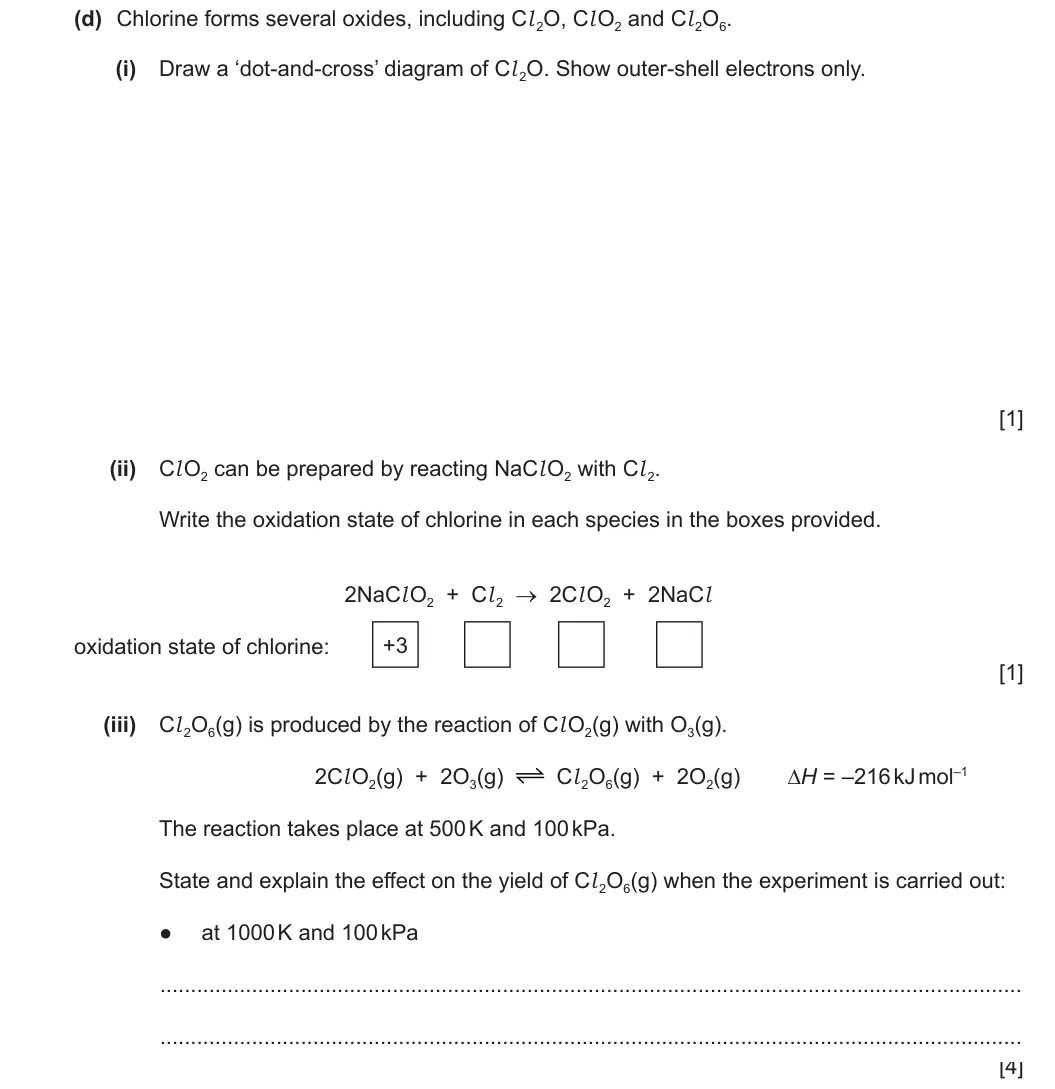 (d) Chlorine forms several oxides, including Cl₂O, ClO₂ and Cl₂O₆.
(i) Draw a ‘dot-and-cross’ diagram of Cl₂O. Show outer-shell electrons only.
[1]
(ii) ClO₂ can be prepared by reacting NaClO₂ with Cl₂.
Write the oxidation state of chlorine in each species in the boxes provided.
2NaClO₂ + Cl₂ → 2ClO₂ + 2NaCl
oxidation state of chlorine: +3
[1]
(iii) Cl₂O₆(g) is produced by the reaction of ClO₂(g) with O₃(g).
2ClO₂(g) + 2O₃(g) ⇌ Cl₂O₆(g) + 2O₂(g) ΔH = –216 kJ mol⁻¹
The reaction takes place at 500 K and 100 kPa.
State and explain the effect on the yield of Cl₂O₆(g) when the experiment is carried out:
● at 1000 K and 100 kPa
[4]